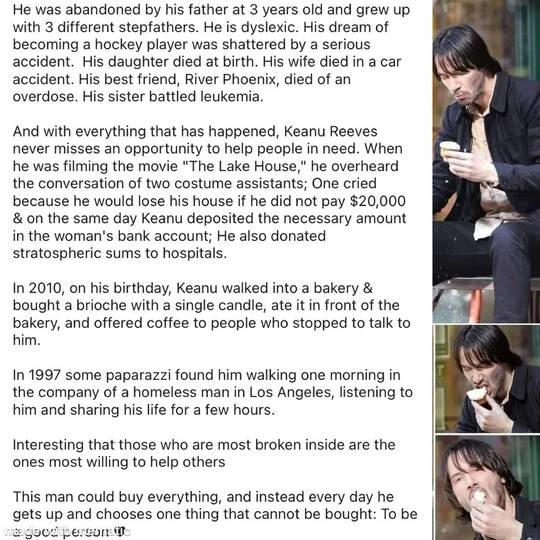 He was abandoned by his father at 3 years old and grew up
with 3 different stepfathers. He is dyslexic. His dream of
becoming a hockey player was shattered by a serious
accident.  His daughter died at birth. His wife died in a car
accident. His best friend, River Phoenix, died of an
overdose. His sister battled leukemia.
And with everything that has happened, Keanu Reeves
never misses an opportunity to help people in need. When
he was filming the movie "The Lake House," he overheard
the conversation of two costume assistants; One cried
because he would lose his house if he did not pay $20,000
& on the same day Keanu deposited the necessary amount
in the woman's bank account; He also donated
stratospheric sums to hospitals.
In 2010, on his birthday, Keanu walked into a bakery &
bought a brioche with a single candle, ate it in front of the
bakery, and offered coffee to people who stopped to talk to
him.
In 1997 some paparazzi found him walking one morning in
the company of a homeless man in Los Angeles, listening to
him and sharing his life for a few hours.
Interesting that those who are most broken inside are the
ones most willing to help others
This man could buy everything, and instead every day he
gets up and chooses one thing that cannot be bought: To be
a good person
made with mematic